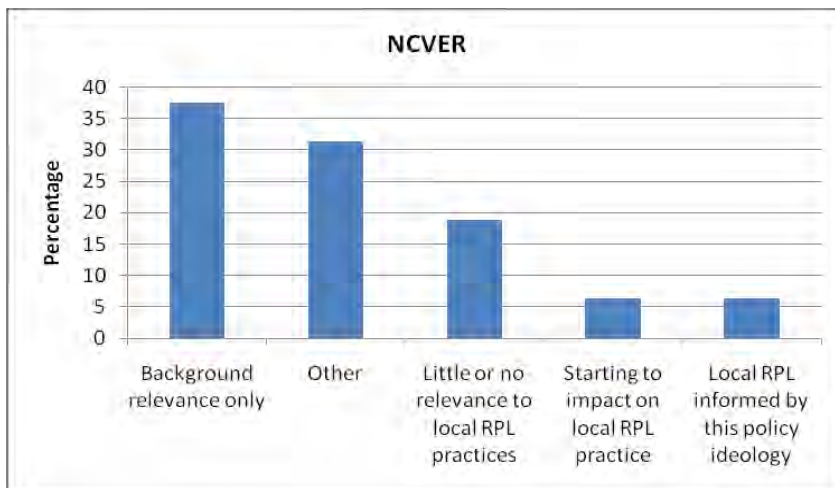 NCVER
Percentage
40
35
30
25
20
15
10
5
0
Background
relevance only
Other
Little or no
relevance to
local RPL
practices
Starting to
impact on
local RPL
practice
Local RPL
informed by
this policy
ideology